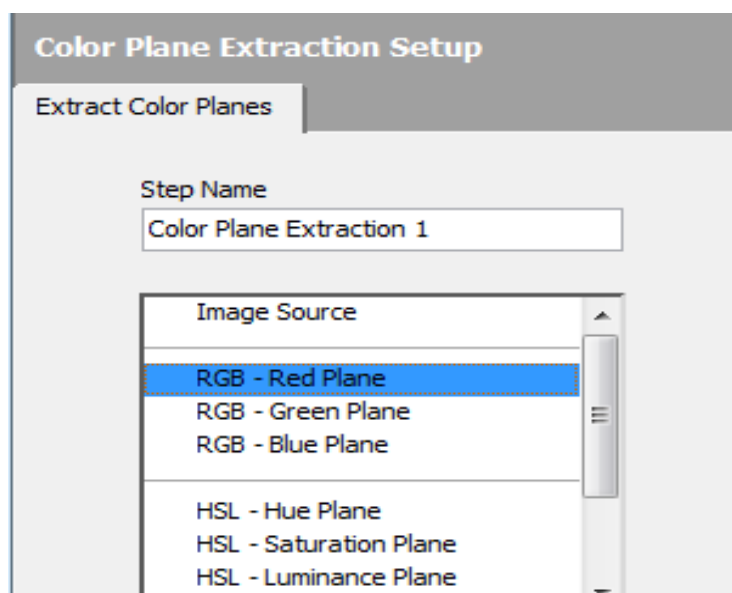 Color Plane Extraction Setup
Extract Color Planes
Step Name
Color Plane Extraction 1
Image Source
RGB - Red Plane
RGB - Green Plane
RGB - Blue Plane
HSL - Hue Plane
HSL - Saturation Plane
HSL - Luminance Plane